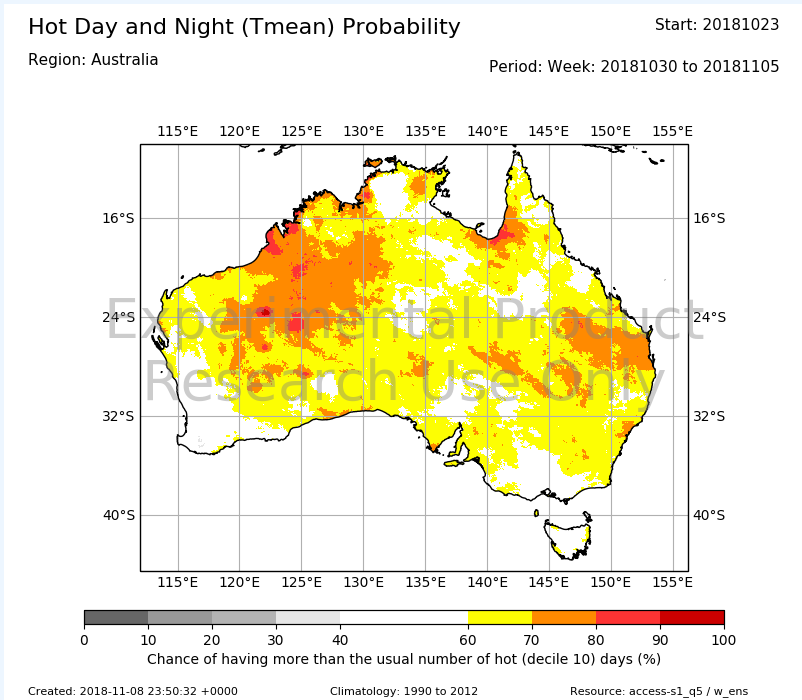 Hot Day and Night (Tmean) Probability
Start: 20181023
Region: Australia
Period: Week: 20181030 to 20181105
115°E 120°E 125°E 130°E 135°E 140°E 145°E 150°E 155°E
16°S 16°S
24°S 24°S
Experimental Product
Research Use Only
32°S 32°S
40°S 40°S
115°E 120°E 125°E 130°E 135°E 140°E 145°E 150°E 155°E
0 10 20 30 40 60 70 80 90 100
Chance of having more than the usual number of hot (decile 10) days (%)
Created: 2018-11-08 23:50:32 +0000 Climatology: 1990 to 2012 Resource: access-s1_q5 / w_ens